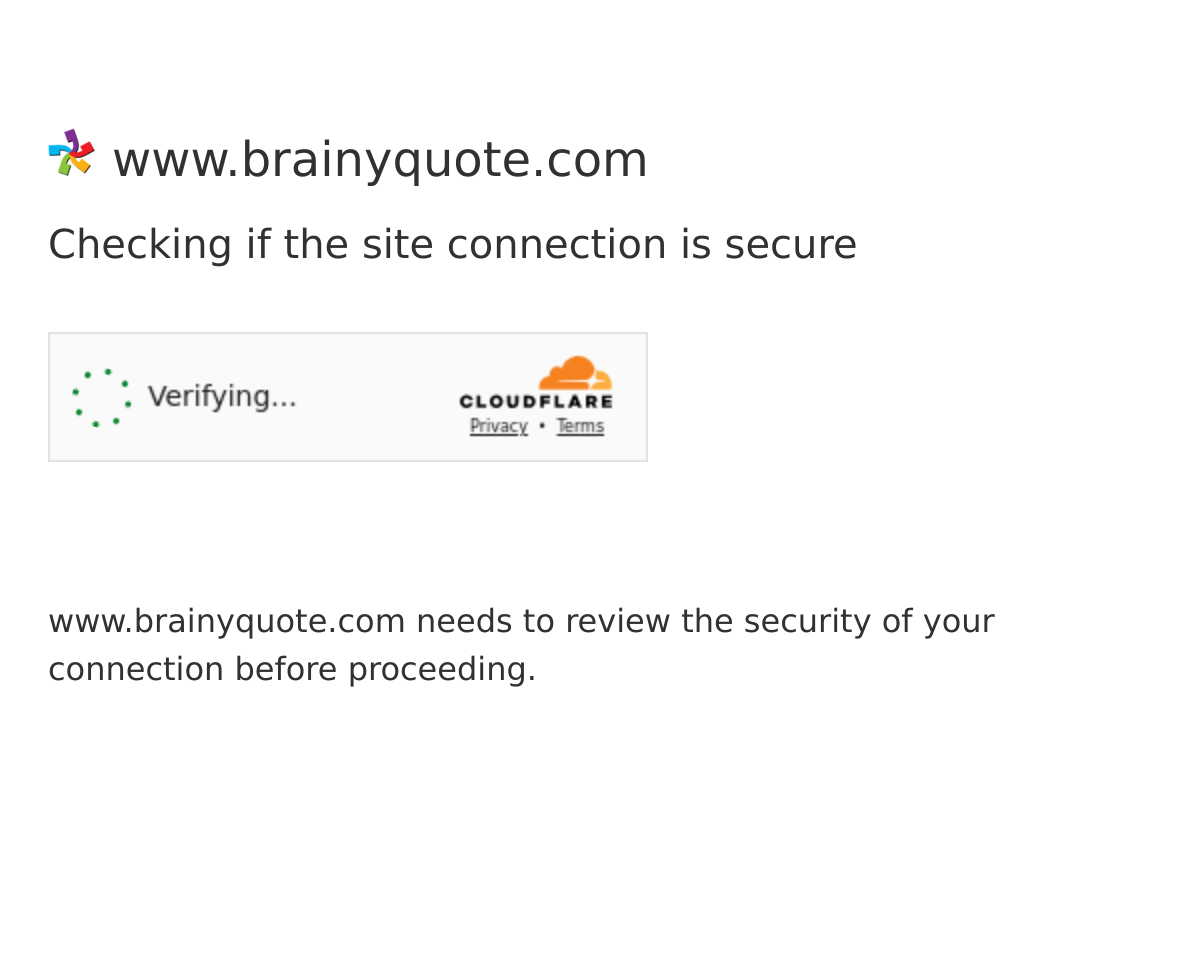 www.brainyquote.com
Checking if the site connection is secure
Verifying...
CLOUDFLARE
Privacy • Terms
www.brainyquote.com needs to review the security of your
connection before proceeding.